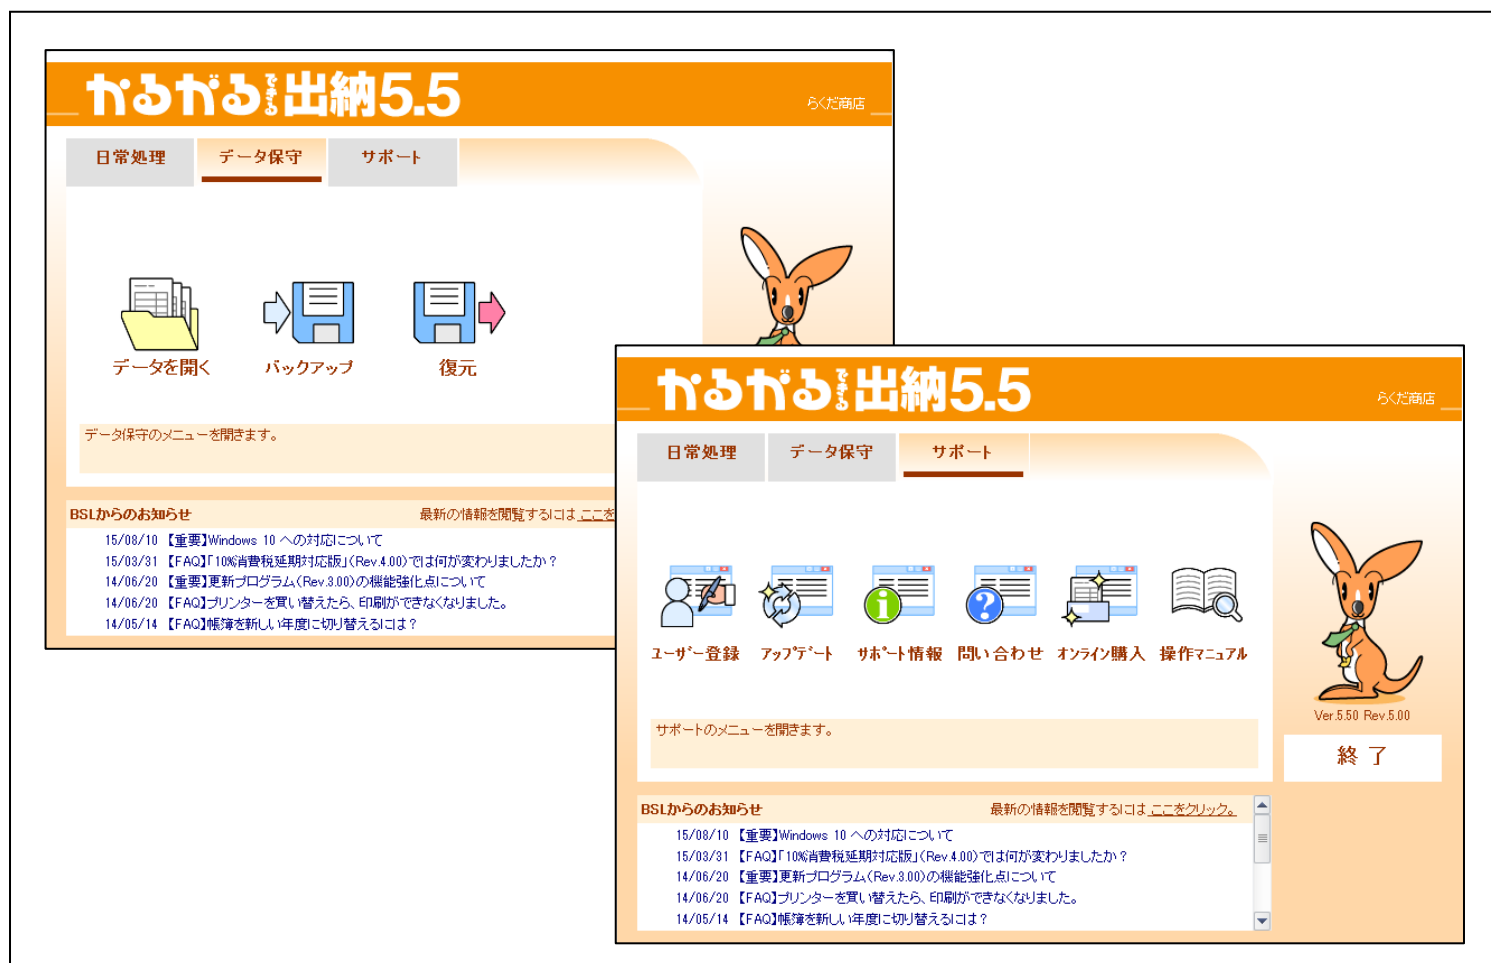 かるがるできる出納5.5
らくだ商店
日常処理 データ保守 サポート
データを開く バックアップ 復元
データ保守のメニューを開きます。
BSLからのお知らせ 最新の情報を閲覧するには ここを
15/08/10 【重要】Windows 10 への対応について
15/03/31 【FAQ】「10%消費税延期対応版」(Rev.4.00)では何が変わりましたか?
14/06/20 【重要】更新プログラム(Rev.3.00)の機能強化点について
14/06/20 【FAQ】プリンターを買い替えたら、印刷ができなくなりました。
14/05/14 【FAQ】帳簿を新しい年度に切り替えるには?
かるがるできる出納5.5
らくだ商店
日常処理 データ保守 サポート
ユーザー登録 アップデート サポート情報 問い合わせ オンライン購入 操作マニュアル
サポートのメニューを開きます。
Ver.5.50 Rev.5.00
終了
BSLからのお知らせ 最新の情報を閲覧するには ここをクリック。
15/08/10 【重要】Windows 10 への対応について
15/03/31 【FAQ】「10%消費税延期対応版」(Rev.4.00)では何が変わりましたか?
14/06/20 【重要】更新プログラム(Rev.3.00)の機能強化点について
14/06/20 【FAQ】プリンターを買い替えたら、印刷ができなくなりました。
14/05/14 【FAQ】帳簿を新しい年度に切り替えるには?